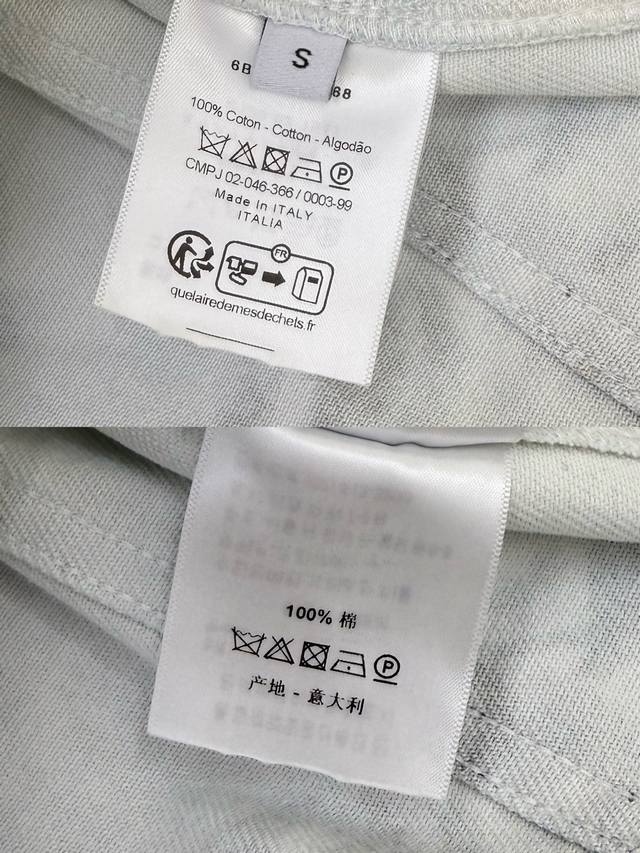 S
6B 68
100% Coton - Cotton - Algodão
P
CMPJ 02-046-366 / 0003-99
Made In ITALY
ITALIA
FR
quelairedemesdechets.fr
100% 棉
P
产地 - 意大利